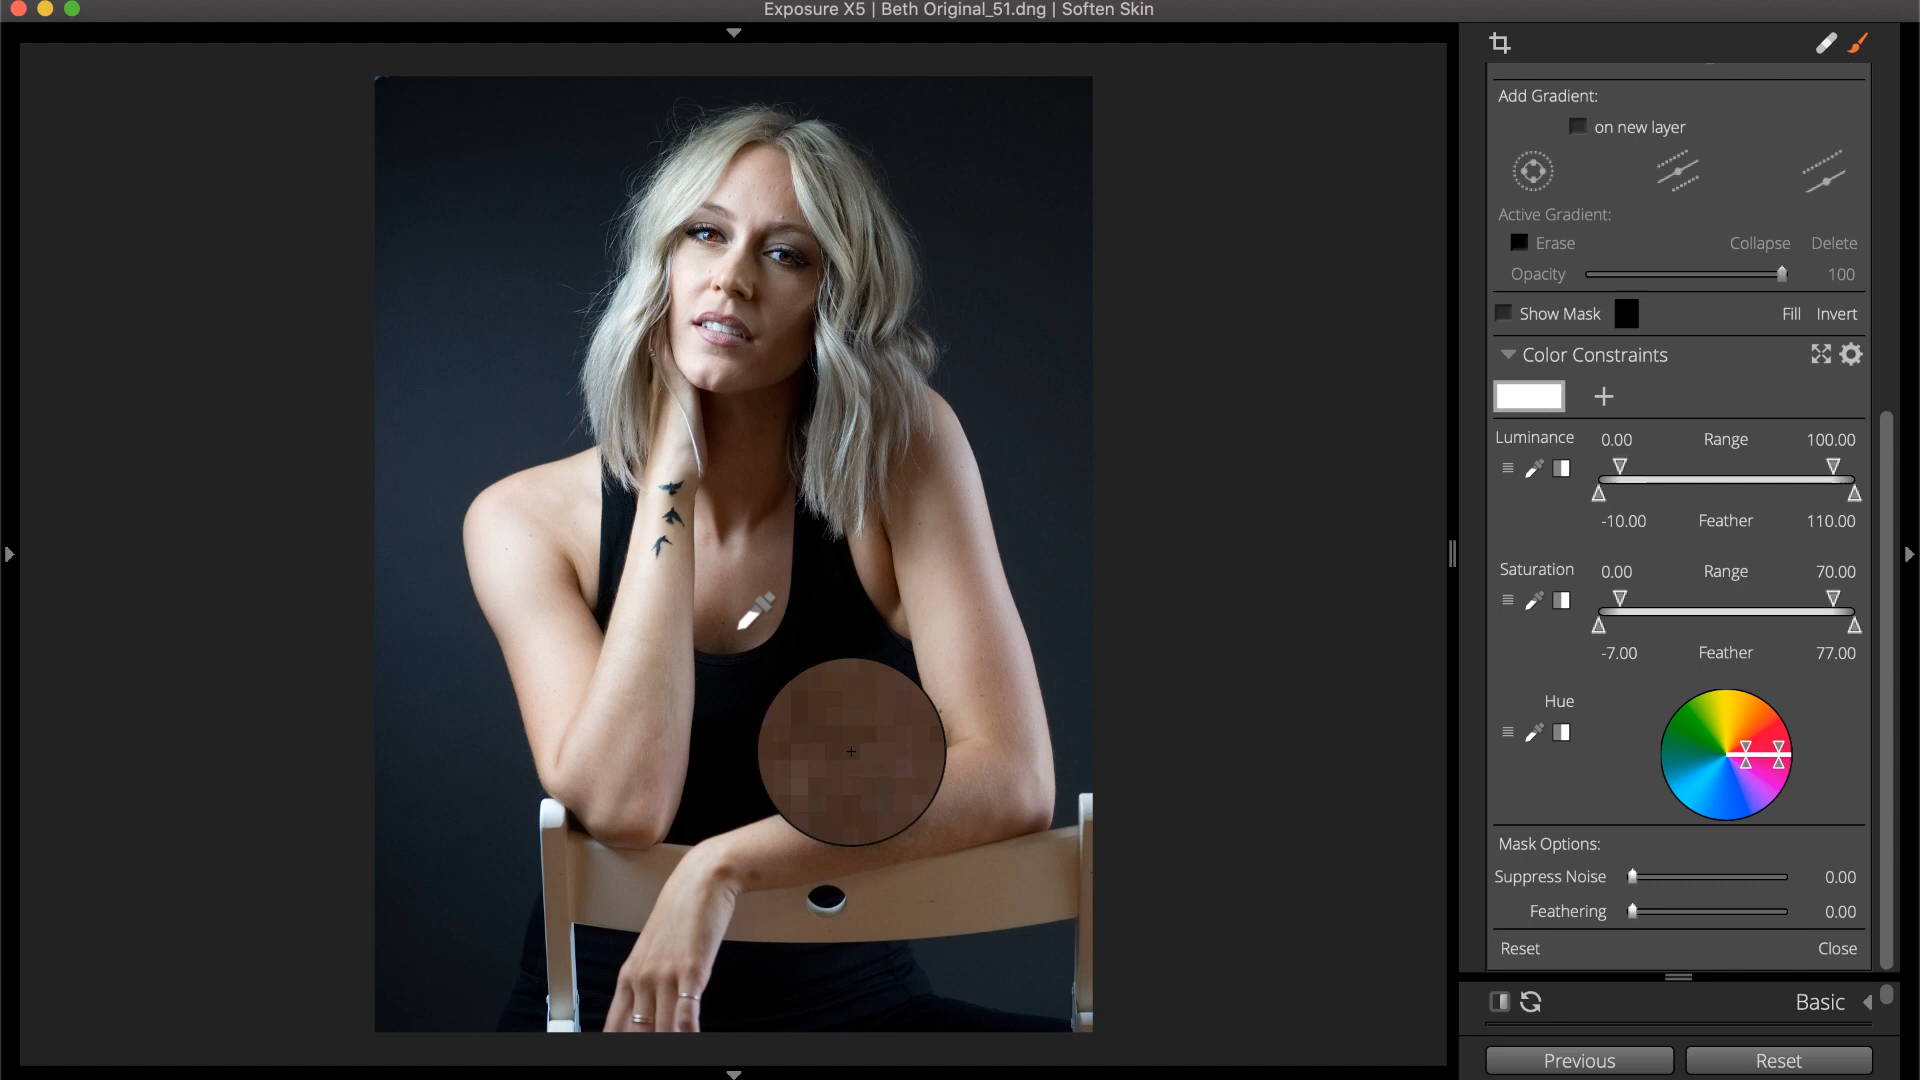 Exposure X5 | Beth Original_51.dng | Soften Skin
Add Gradient:
on new layer
Active Gradient:
Erase Collapse Delete
Opacity 100
Show Mask Fill Invert
Color Constraints
Luminance 0.00 Range 100.00
-10.00 Feather 110.00
Saturation 0.00 Range 70.00
-7.00 Feather 77.00
Hue
Mask Options:
Suppress Noise 0.00
Feathering 0.00
Reset Close
Basic
Previous Reset